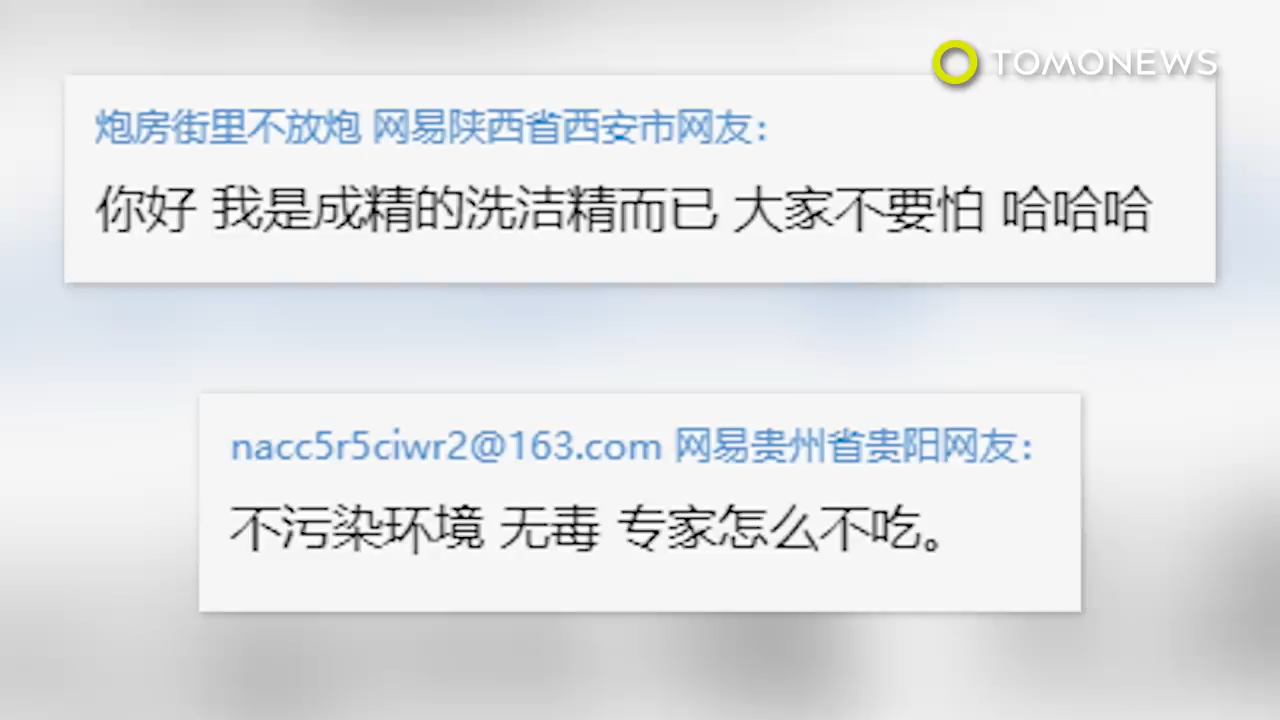 TOMONEWS
炮房街里不放炮 网易陕西省西安市网友：
你好 我是成精的洗洁精而已 大家不要怕 哈哈哈
nacc5r5ciwr2@163.com 网易贵州省贵阳网友：
不污染环境 无毒 专家怎么不吃。